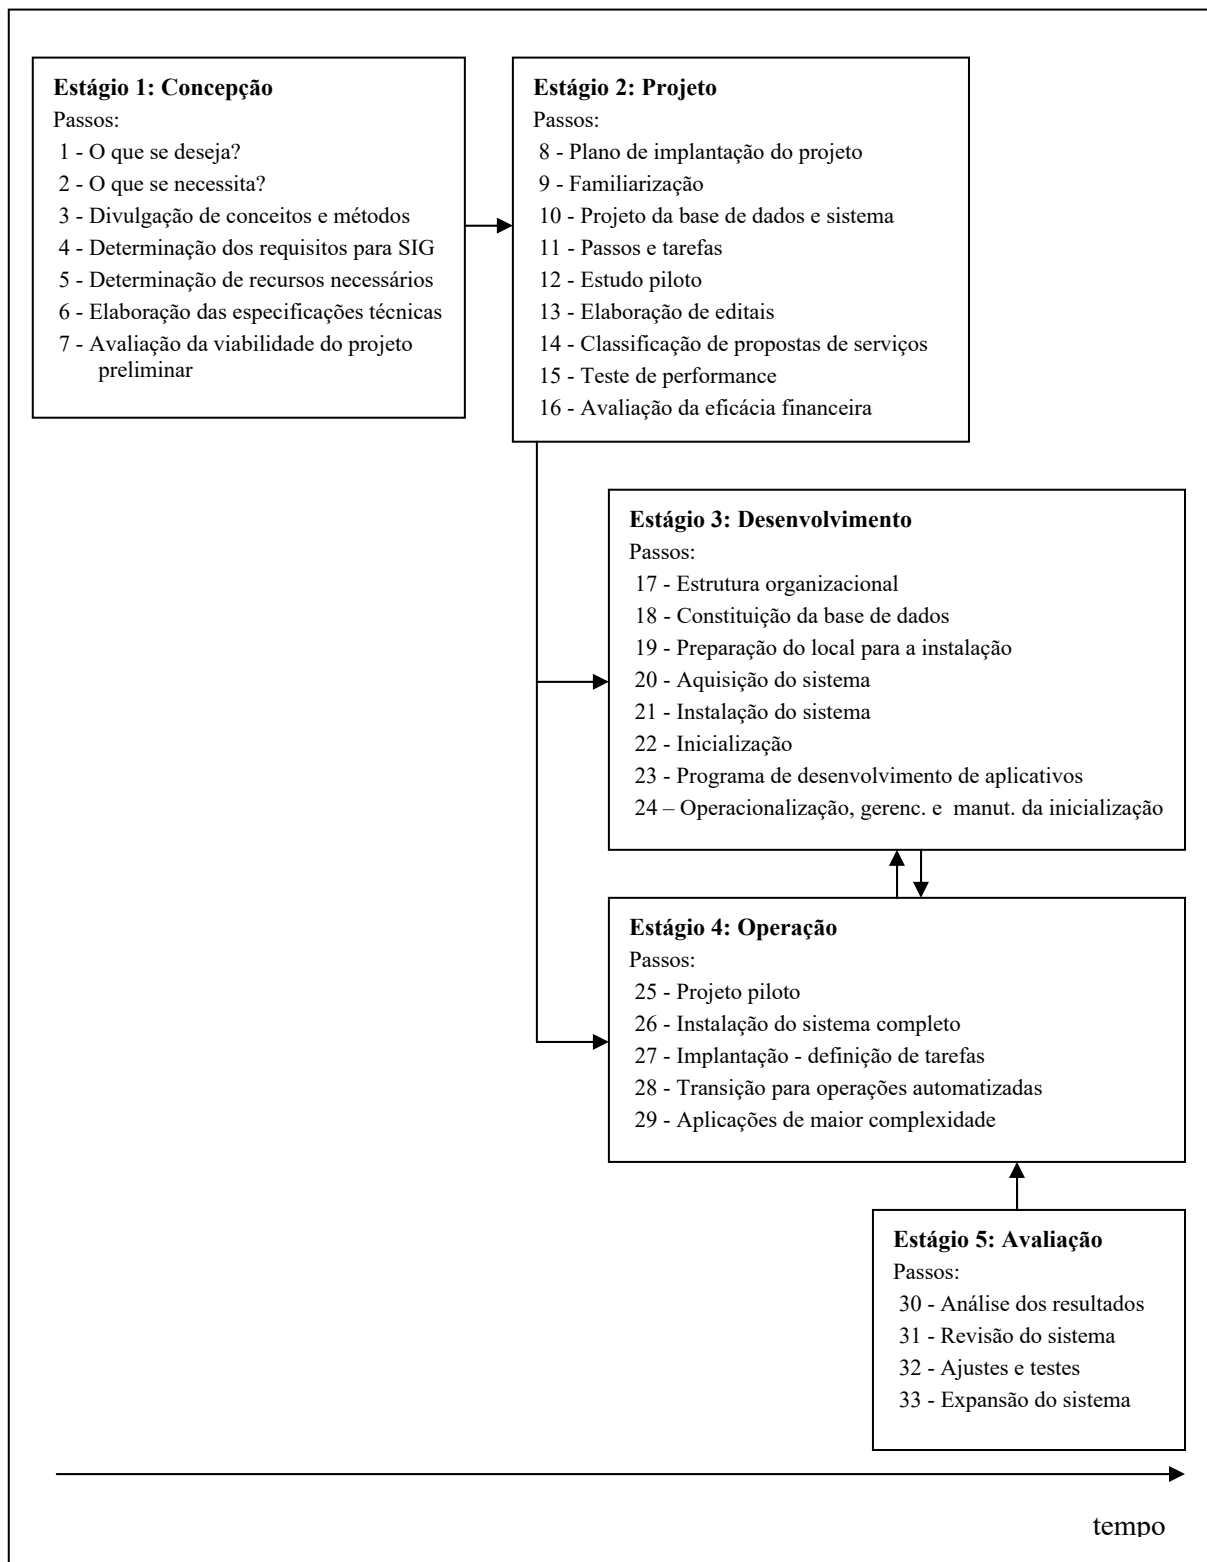 Estágio 1: Concepção
Passos:
1 - O que se deseja?
2 - O que se necessita?
3 - Divulgação de conceitos e métodos
4 - Determinação dos requisitos para SIG
5 - Determinação de recursos necessários
6 - Elaboração das especificações técnicas
7 - Avaliação da viabilidade do projeto
preliminar
Estágio 2: Projeto
Passos:
8 - Plano de implantação do projeto
9 - Familiarização
10 - Projeto da base de dados e sistema
11 - Passos e tarefas
12 - Estudo piloto
13 - Elaboração de editais
14 - Classificação de propostas de serviços
15 - Teste de performance
16 - Avaliação da eficácia financeira
Estágio 3: Desenvolvimento
Passos:
17 - Estrutura organizacional
18 - Constituição da base de dados
19 - Preparação do local para a instalação
20 - Aquisição do sistema
21 - Instalação do sistema
22 - Inicialização
23 - Programa de desenvolvimento de aplicativos
24 – Operacionalização, gerenc. e manut. da inicialização
Estágio 4: Operação
Passos:
25 - Projeto piloto
26 - Instalação do sistema completo
27 - Implantação - definição de tarefas
28 - Transição para operações automatizadas
29 - Aplicações de maior complexidade
Estágio 5: Avaliação
Passos:
30 - Análise dos resultados
31 - Revisão do sistema
32 - Ajustes e testes
33 - Expansão do sistema
tempo